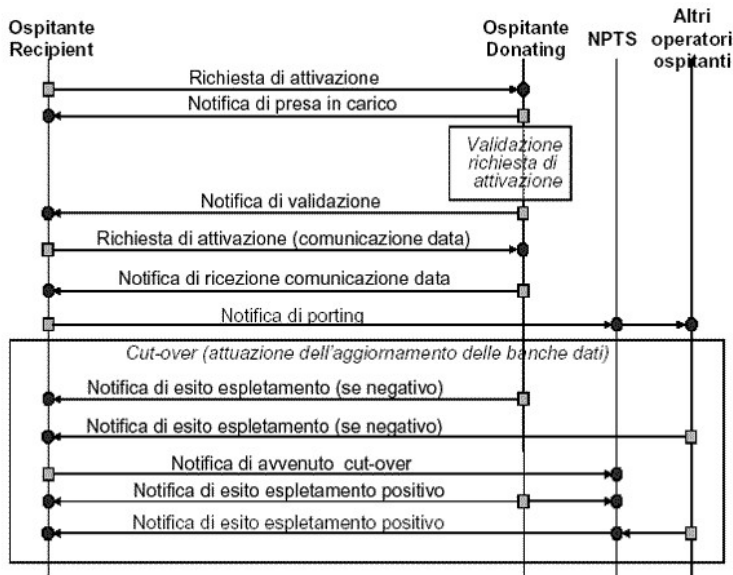 Ospitante
Recipient
Ospitante
Donating
NPTS
Altri
operatori
ospitanti
Richiesta di attivazione
Notifica di presa in carico
Validazione
richiesta di
attivazione
Notifica di validazione
Richiesta di attivazione (comunicazione data)
Notifica di ricezione comunicazione data
Notifica di porting
Cut-over (attuazione dell'aggiornamento delle banche dati)
Notifica di esito espletamento (se negativo)
Notifica di esito espletamento (se negativo)
Notifica di avvenuto cut-over
Notifica di esito espletamento positivo
Notifica di esito espletamento positivo